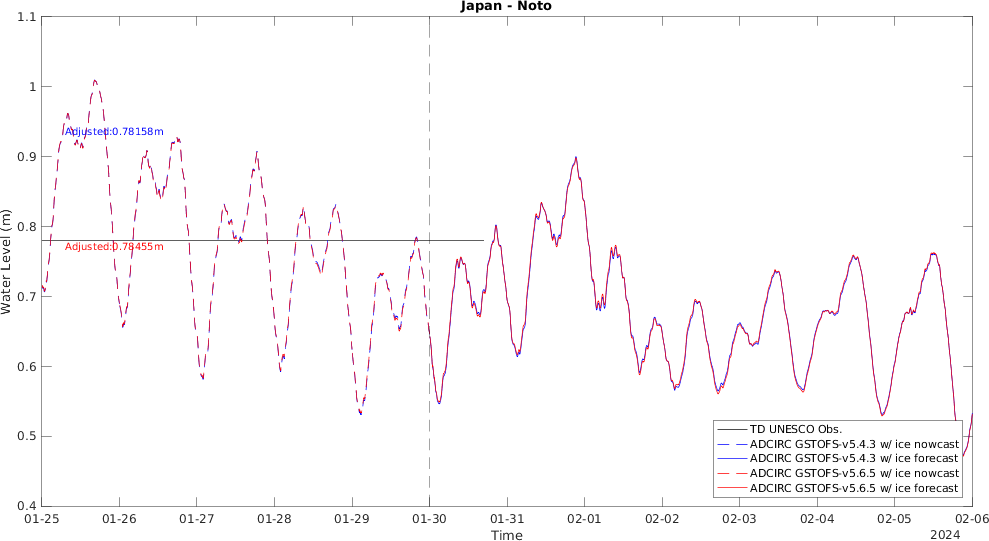 Japan - Noto
1.1
1
0.9
0.8
0.7
0.6
0.5
0.4
Water Level (m)
Adjusted:0.78158m
Adjusted:0.78455m
TD UNESCO Obs.
ADCIRC GSTOFS-v5.4.3 w/ ice nowcast
ADCIRC GSTOFS-v5.4.3 w/ ice forecast
ADCIRC GSTOFS-v5.6.5 w/ ice nowcast
ADCIRC GSTOFS-v5.6.5 w/ ice forecast
01-25 01-26 01-27 01-28 01-29 01-30 01-31 02-01 02-02 02-03 02-04 02-05 02-06
Time
2024